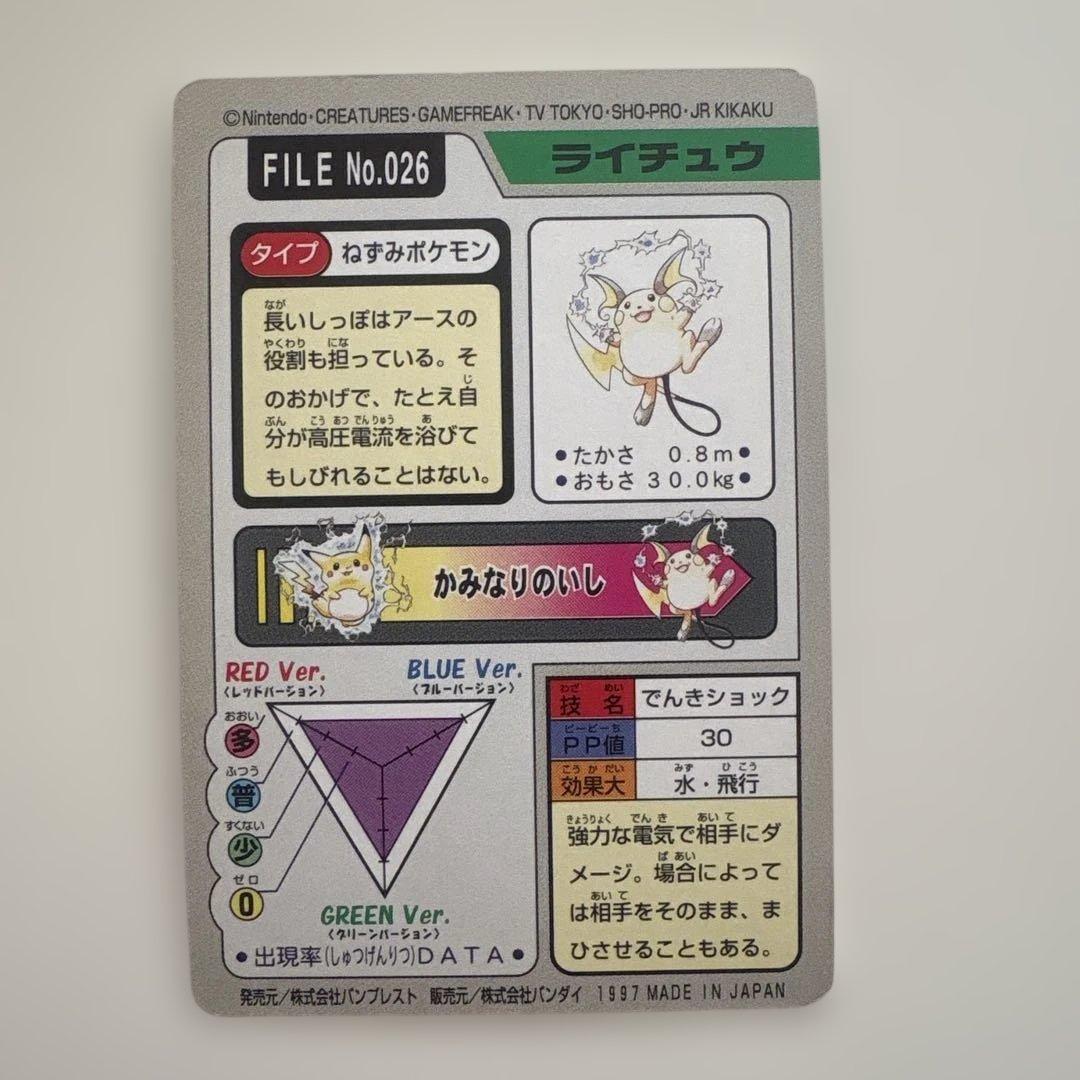 ©Nintendo・CREATURES・GAMEFREAK・TV TOKYO・SHO-PRO・JR KIKAKU
FILE No.026
ライチュウ
タイプ ねずみポケモン
なが
長いしっぽはアースの
やくわり にな
役割も担っている。そ
じ
のおかげで、たとえ自
ぶん こう あつ でんりゅう あ
分が高圧電流を浴びて
もしびれることはない。
●たかさ 0.8m●
●おもさ 30.0kg●
かみなりのいし
RED Ver.
〈レッドバージョン〉
BLUE Ver.
〈ブルーバージョン〉
おおい
多
ふつう
普
すくない
少
ゼロ
0
GREEN Ver.
〈グリーンバージョン〉
●出現率(しゅつげんりつ)DATA●
わざ めい
技名 でんきショック
ピーピーち
PP値 30
こうかだい みず ひこう
効果大 水・飛行
きょうりょく でんき あいて
強力な電気で相手にダ
ばあい
メージ。場合によって
あいて
は相手をそのまま、ま
ひさせることもある。
発売元／株式会社バンプレスト 販売元／株式会社バンダイ 1997 MADE IN JAPAN